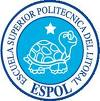 ESCUELA SUPERIOR POLITECNICA DEL LITORAL
ESPOL